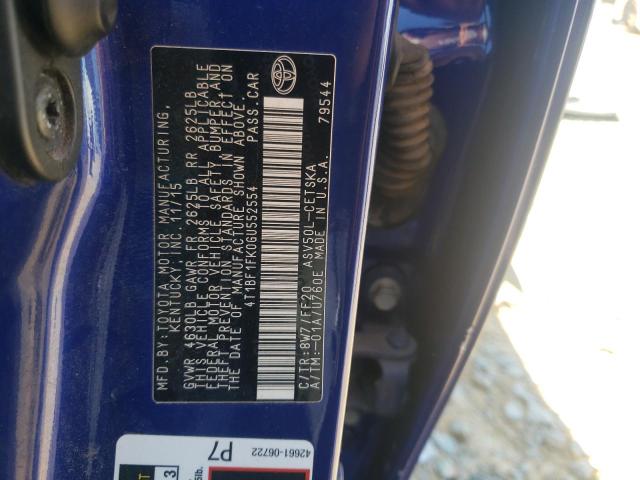 MFD. BY: TOYOTA MOTOR MANUFACTURING,
KENTUCKY, INC. 11/15
GVWR 4630LB GAWR FR 2625LB RR 2625LB
THIS VEHICLE CONFORMS TO ALL APPLICABLE
FEDERAL MOTOR VEHICLE SAFETY, BUMPER, AND
THEFT PREVENTION STANDARDS IN EFFECT ON
THE DATE OF MANUFACTURE SHOWN ABOVE.
4T1BF1FK0GU552554 PASS. CAR
C/TR: 8W7/FF20 ASV50L-CETSKA
A/TM: -01A/U760E MADE IN U.S.A. 79544
42661-06722
P7